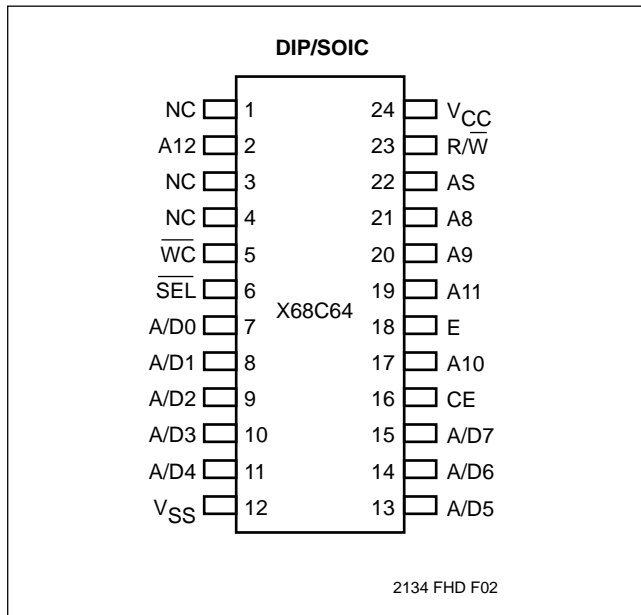 DIP/SOIC
NC 1 24 VCC
A12 2 23 R/W̅
NC 3 22 AS
NC 4 21 A8
W̅C̅ 5 20 A9
S̅E̅L̅ 6 19 A11
X68C64
A/D0 7 18 E
A/D1 8 17 A10
A/D2 9 16 CE
A/D3 10 15 A/D7
A/D4 11 14 A/D6
VSS 12 13 A/D5
2134 FHD F02